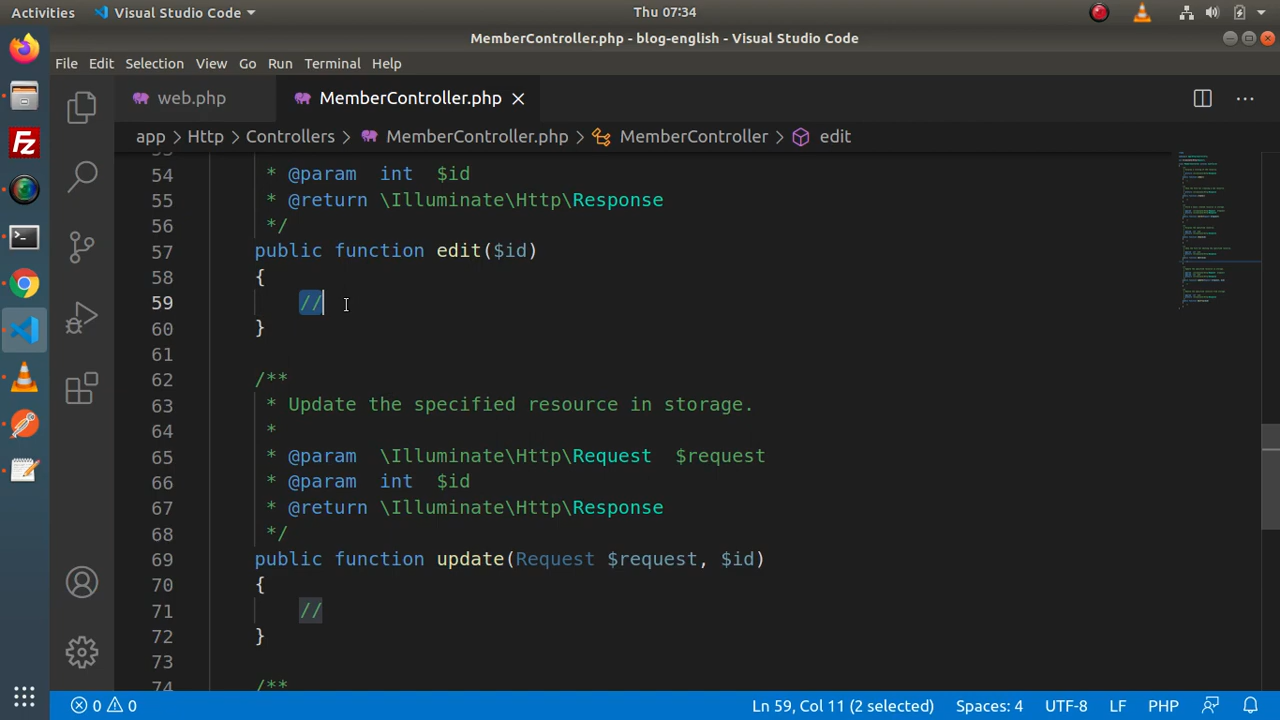 Activities Visual Studio Code Thu 07:34
MemberController.php - blog-english - Visual Studio Code
File Edit Selection View Go Run Terminal Help
web.php MemberController.php
app > Http > Controllers > MemberController.php > MemberController > edit
54 * @param int $id
55 * @return \Illuminate\Http\Response
56 */
57 public function edit($id)
58 {
59 //
60 }
61
62 /**
63 * Update the specified resource in storage.
64 *
65 * @param \Illuminate\Http\Request $request
66 * @param int $id
67 * @return \Illuminate\Http\Response
68 */
69 public function update(Request $request, $id)
70 {
71 //
72 }
73
74 /**
0 0 Ln 59, Col 11 (2 selected) Spaces: 4 UTF-8 LF PHP